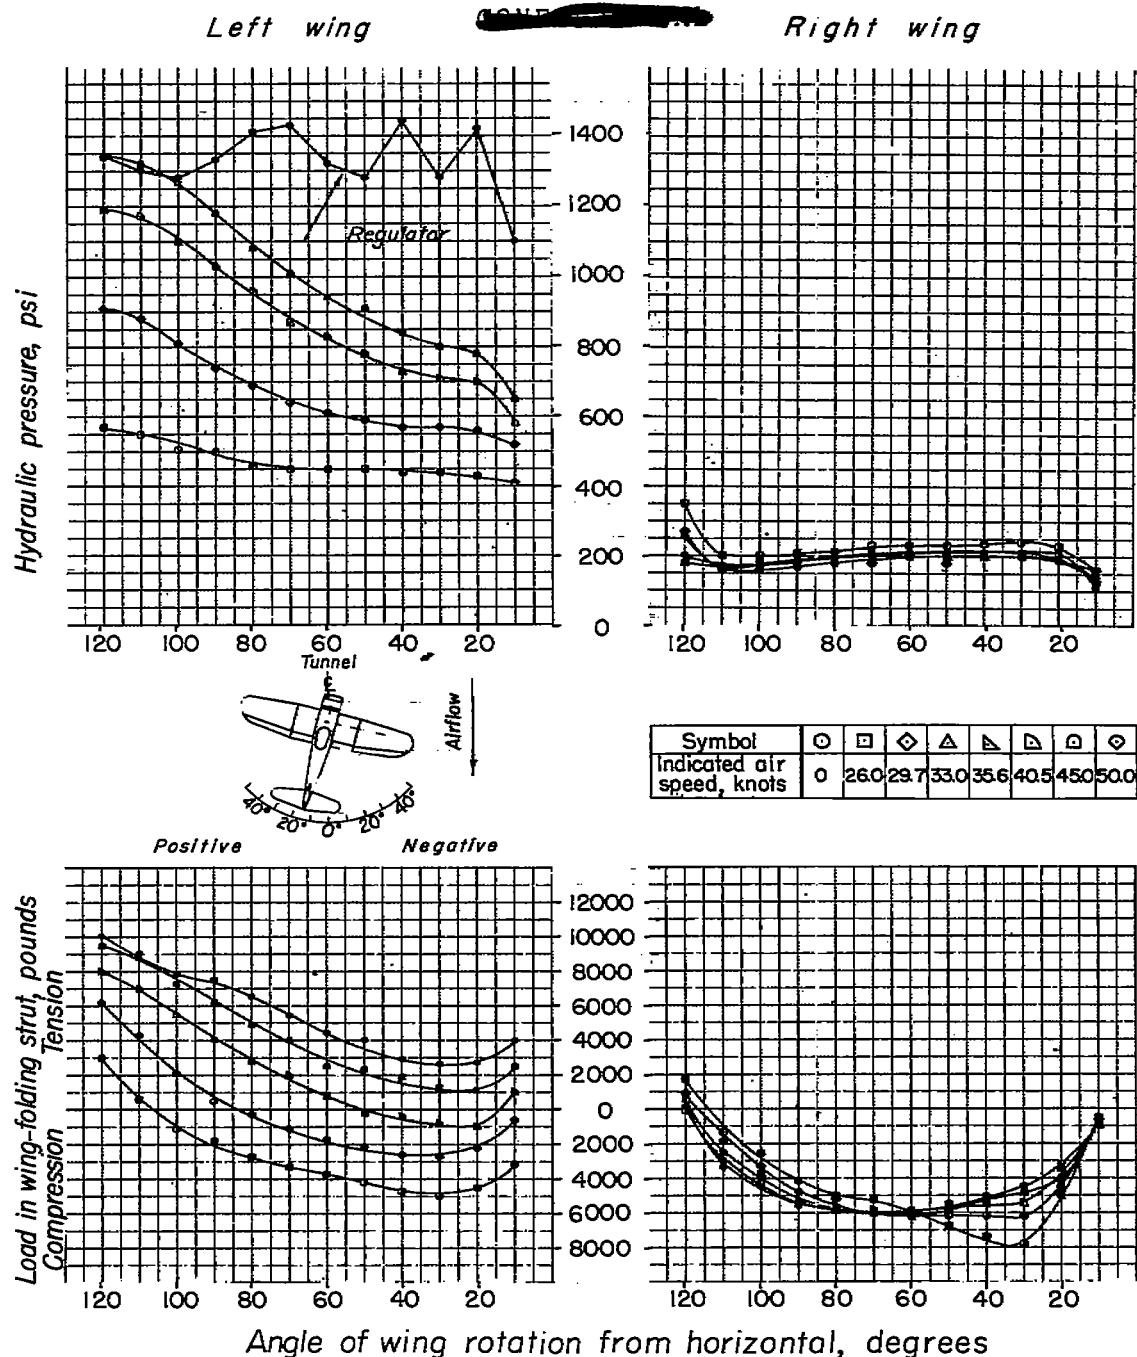 Left wing
Right wing
Hydraulic pressure, psi
1400
1200
1000
800
600
400
200
0
Regulator
120 100 80 60 40 20
120 100 80 60 40 20
Tunnel
Airflow
40° 20° 0° 20° 40°
Positive Negative
Symbol
Indicated air speed, knots 0 26.0 29.7 33.0 35.6 40.5 45.0 50.0
Load in wing-folding strut, pounds
Compression Tension
12000
10000
8000
6000
4000
2000
0
2000
4000
6000
8000
120 100 80 60 40 20
120 100 80 60 40 20
Angle of wing rotation from horizontal, degrees